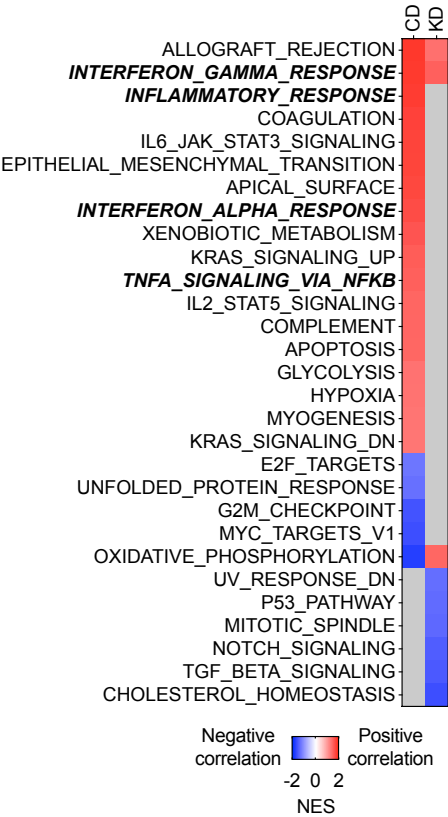 CD KD
ALLOGRAFT_REJECTION
INTERFERON_GAMMA_RESPONSE
INFLAMMATORY_RESPONSE
COAGULATION
IL6_JAK_STAT3_SIGNALING
EPITHELIAL_MESENCHYMAL_TRANSITION
APICAL_SURFACE
INTERFERON_ALPHA_RESPONSE
XENOBIOTIC_METABOLISM
KRAS_SIGNALING_UP
TNFA_SIGNALING_VIA_NFKB
IL2_STAT5_SIGNALING
COMPLEMENT
APOPTOSIS
GLYCOLYSIS
HYPOXIA
MYOGENESIS
KRAS_SIGNALING_DN
E2F_TARGETS
UNFOLDED_PROTEIN_RESPONSE
G2M_CHECKPOINT
MYC_TARGETS_V1
OXIDATIVE_PHOSPHORYLATION
UV_RESPONSE_DN
P53_PATHWAY
MITOTIC_SPINDLE
NOTCH_SIGNALING
TGF_BETA_SIGNALING
CHOLESTEROL_HOMEOSTASIS
Negative Positive
correlation correlation
-2 0 2
NES